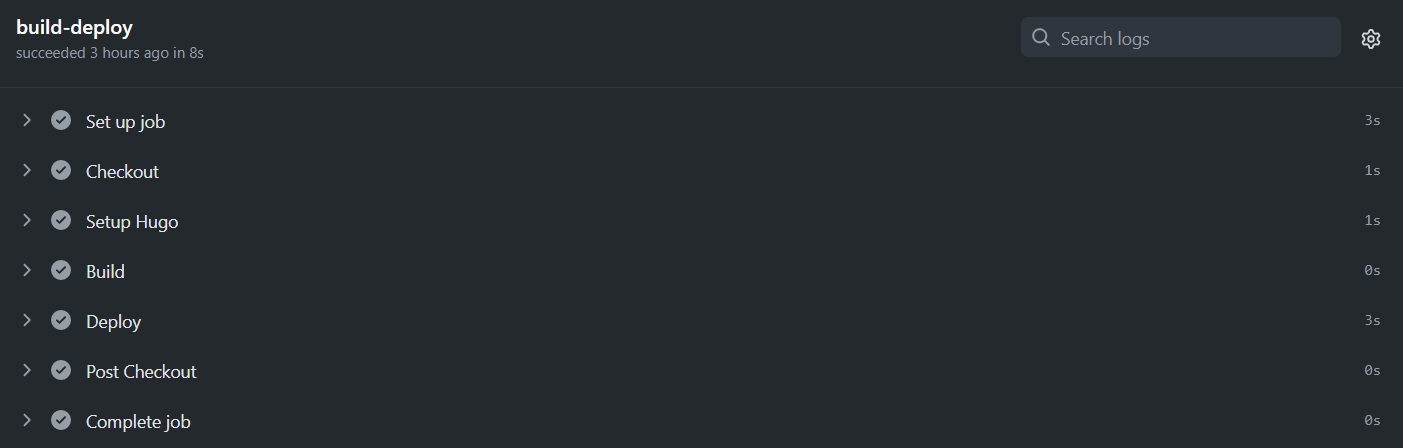 build-deploy
succeeded 3 hours ago in 8s
Search logs
Set up job 3s
Checkout 1s
Setup Hugo 1s
Build 0s
Deploy 3s
Post Checkout 0s
Complete job 0s